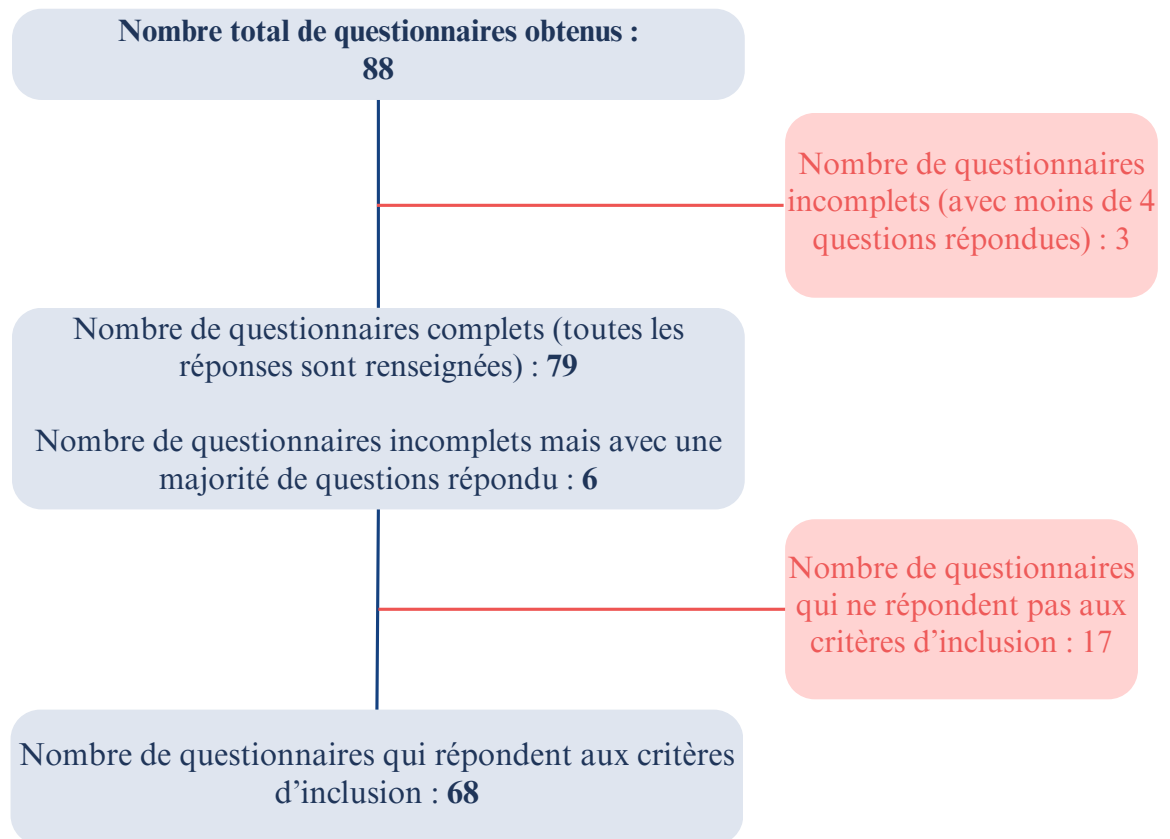 Nombre total de questionnaires obtenus :
88
Nombre de questionnaires
incomplets (avec moins de 4
questions répondues) : 3
Nombre de questionnaires complets (toutes les
réponses sont renseignées) : 79
Nombre de questionnaires incomplets mais avec une
majorité de questions répondu : 6
Nombre de questionnaires
qui ne répondent pas aux
critères d’inclusion : 17
Nombre de questionnaires qui répondent aux critères
d’inclusion : 68